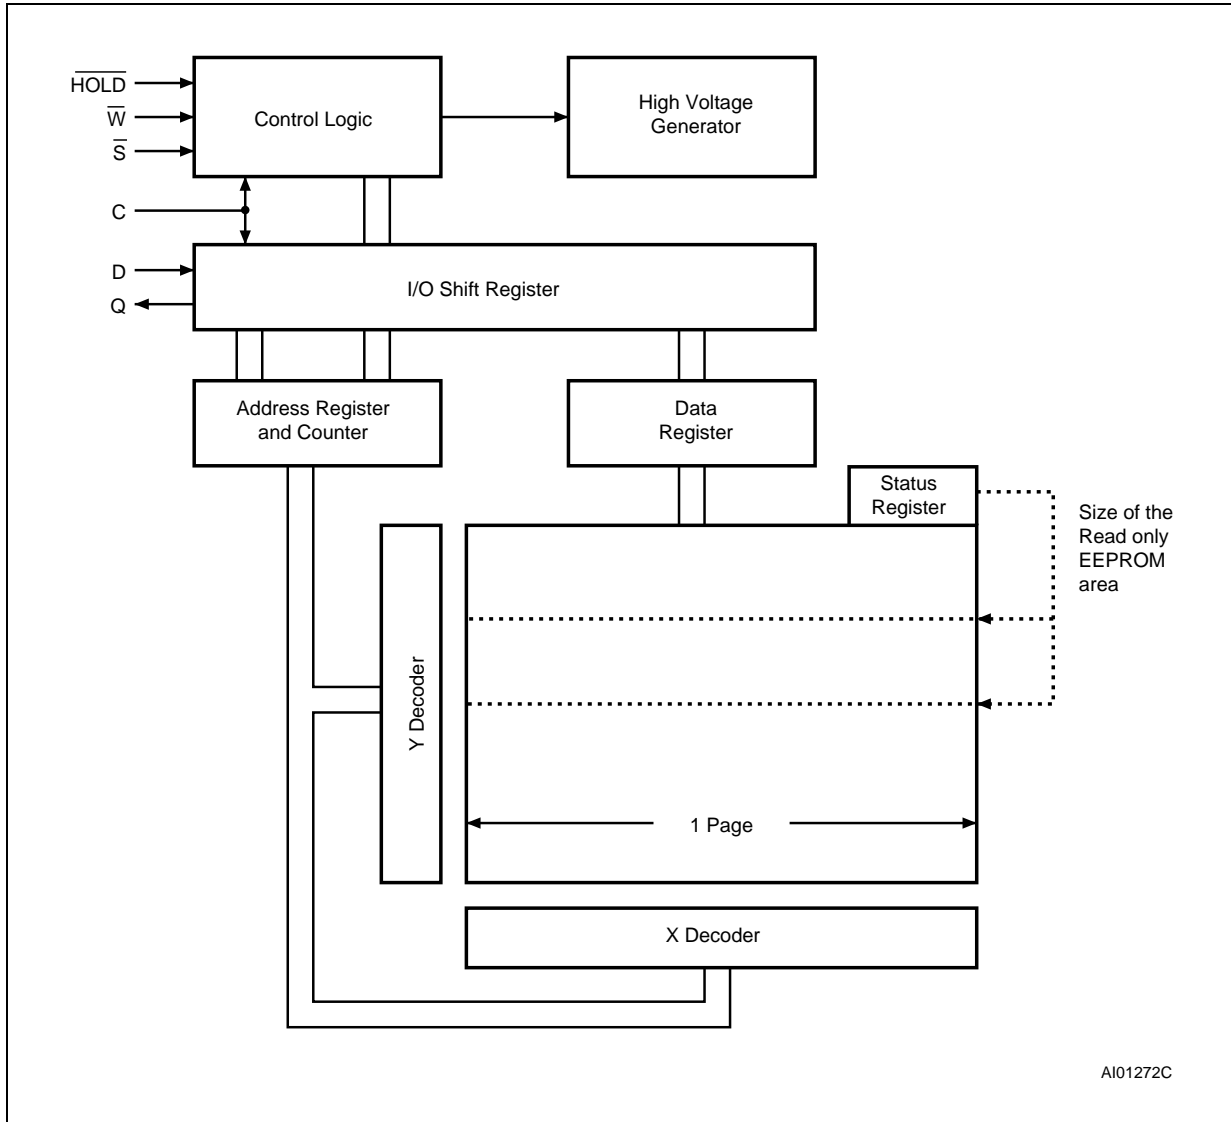 H̅O̅L̅D̅
W̅
S̅
C
D
Q
Control Logic
High Voltage
Generator
I/O Shift Register
Address Register
and Counter
Data
Register
Status
Register
Size of the
Read only
EEPROM
area
Y Decoder
1 Page
X Decoder
AI01272C